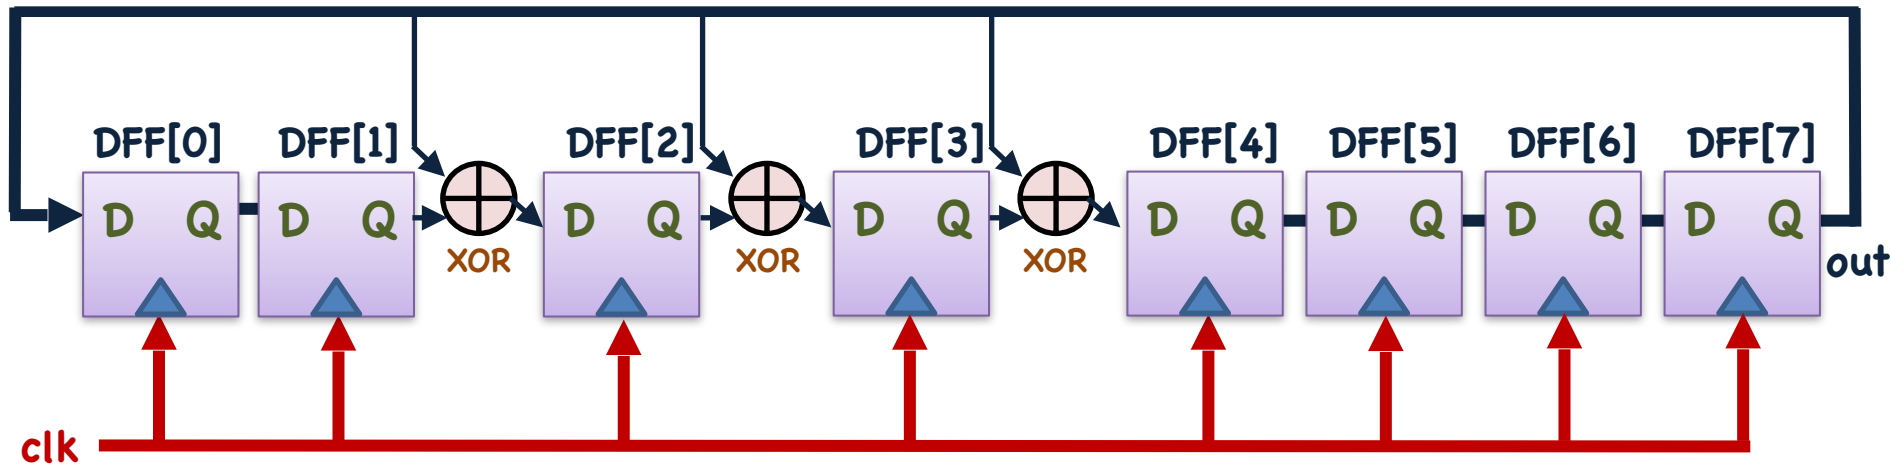 DFF[0] DFF[1] DFF[2] DFF[3] DFF[4] DFF[5] DFF[6] DFF[7]
D Q D Q D Q D Q D Q D Q D Q D Q
XOR XOR XOR out
clk